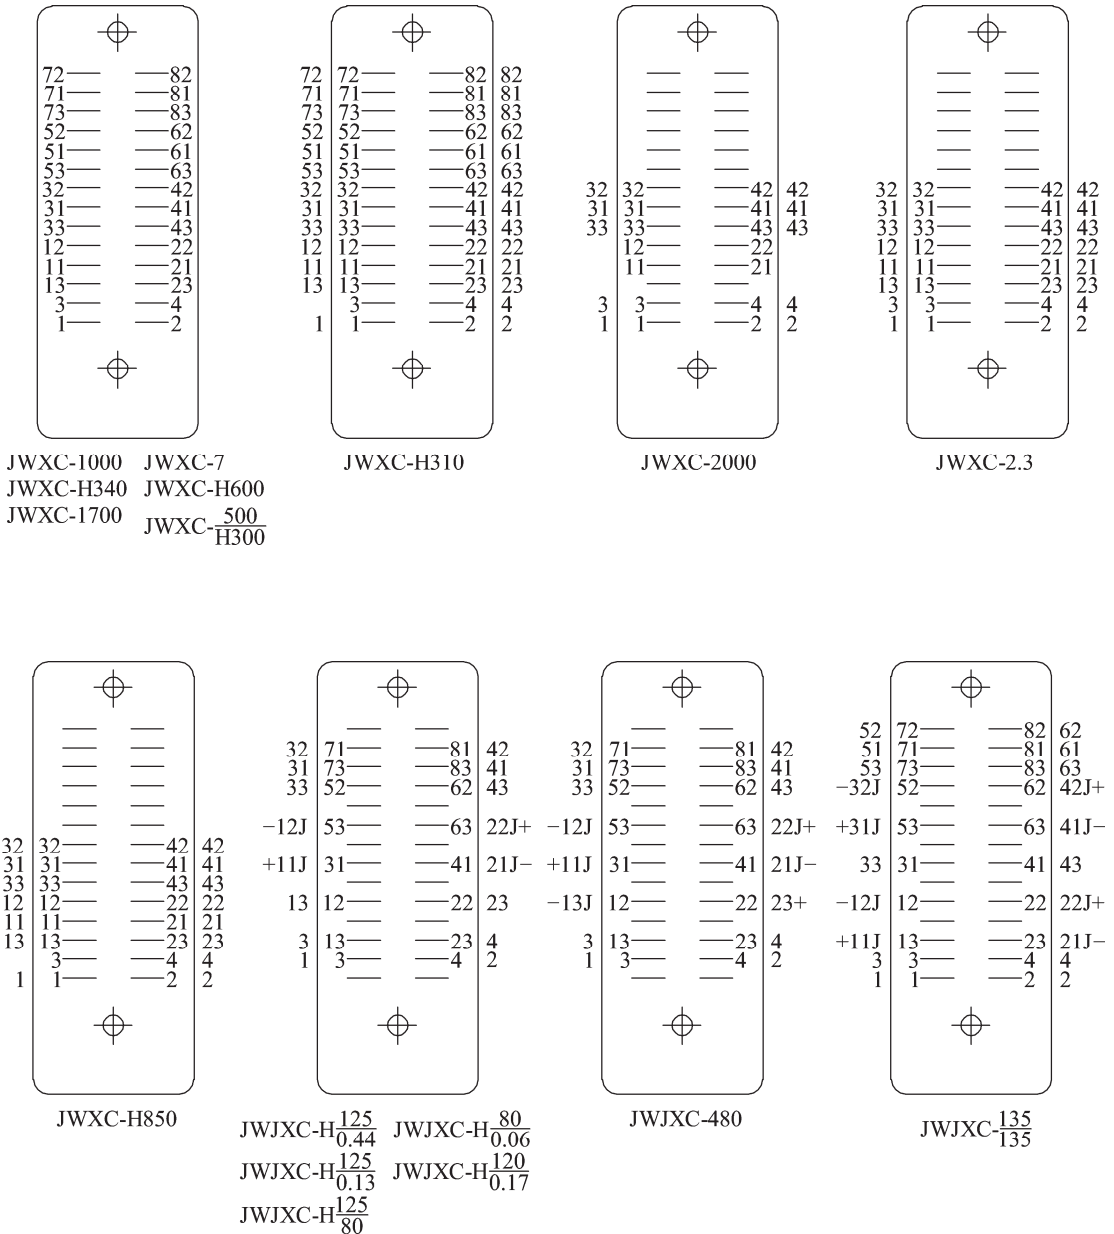 72 82
71 81
73 83
52 62
51 61
53 63
32 42
31 41
33 43
12 22
11 21
13 23
3 4
1 2
JWXC-1000 JWXC-7
JWXC-H340 JWXC-H600
JWXC-1700 JWXC-500/H300
72 72 82 82
71 71 81 81
73 73 83 83
52 52 62 62
51 51 61 61
53 53 63 63
32 32 42 42
31 31 41 41
33 33 43 43
12 12 22 22
11 11 21 21
13 13 23 23
3 4 4
1 1 2 2
JWXC-H310
32 32 42 42
31 31 41 41
33 33 43 43
12 22
11 21
3 3 4 4
1 1 2 2
JWXC-2000
32 32 42 42
31 31 41 41
33 33 43 43
12 12 22 22
11 11 21 21
13 13 23 23
3 3 4 4
1 1 2 2
JWXC-2.3
32 32 42 42
31 31 41 41
33 33 43 43
12 12 22 22
11 11 21 21
13 13 23 23
3 4 4
1 1 2 2
JWXC-H850
32 71 81 42
31 73 83 41
33 52 62 43
−12J 53 63 22J+
+11J 31 41 21J−
13 12 22 23
3 13 23 4
1 3 4 2
JWJXC-H125/0.44 JWJXC-H80/0.06
JWJXC-H125/0.13 JWJXC-H120/0.17
JWJXC-H125/80
32 71 81 42
31 73 83 41
33 52 62 43
−12J 53 63 22J+
+11J 31 41 21J−
−13J 12 22 23+
3 13 23 4
1 3 4 2
JWJXC-480
52 72 82 62
51 71 81 61
53 73 83 63
−32J 52 62 42J+
+31J 53 63 41J−
33 31 41 43
−12J 12 22 22J+
+11J 13 23 21J−
3 3 4 4
1 1 2 2
JWJXC-135/135